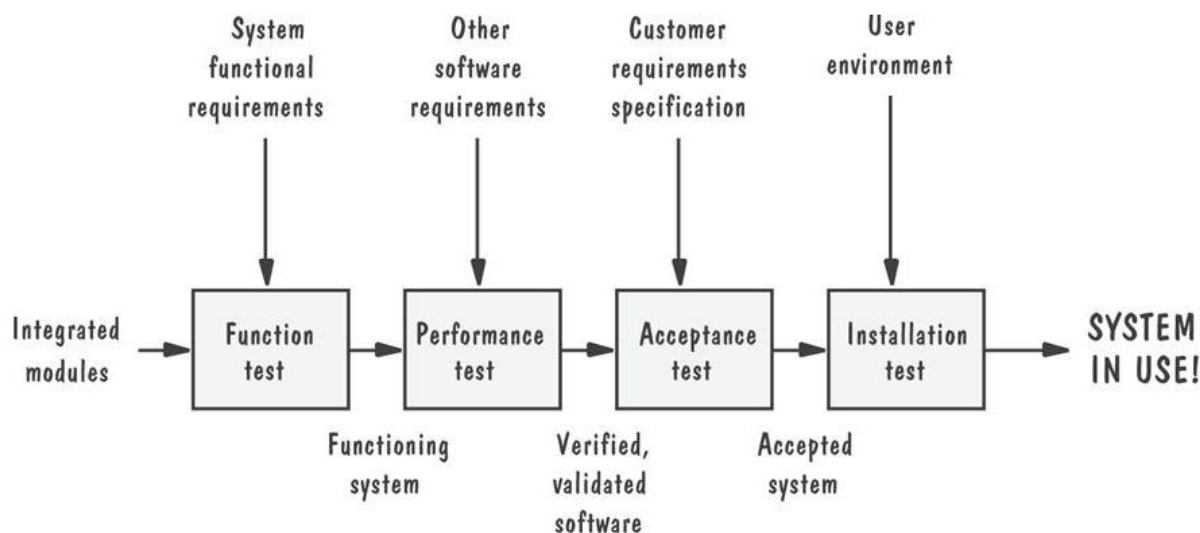 System
functional
requirements
Other
software
requirements
Customer
requirements
specification
User
environment
Integrated
modules
Function
test
Performance
test
Acceptance
test
Installation
test
SYSTEM
IN USE!
Functioning
system
Verified,
validated
software
Accepted
system